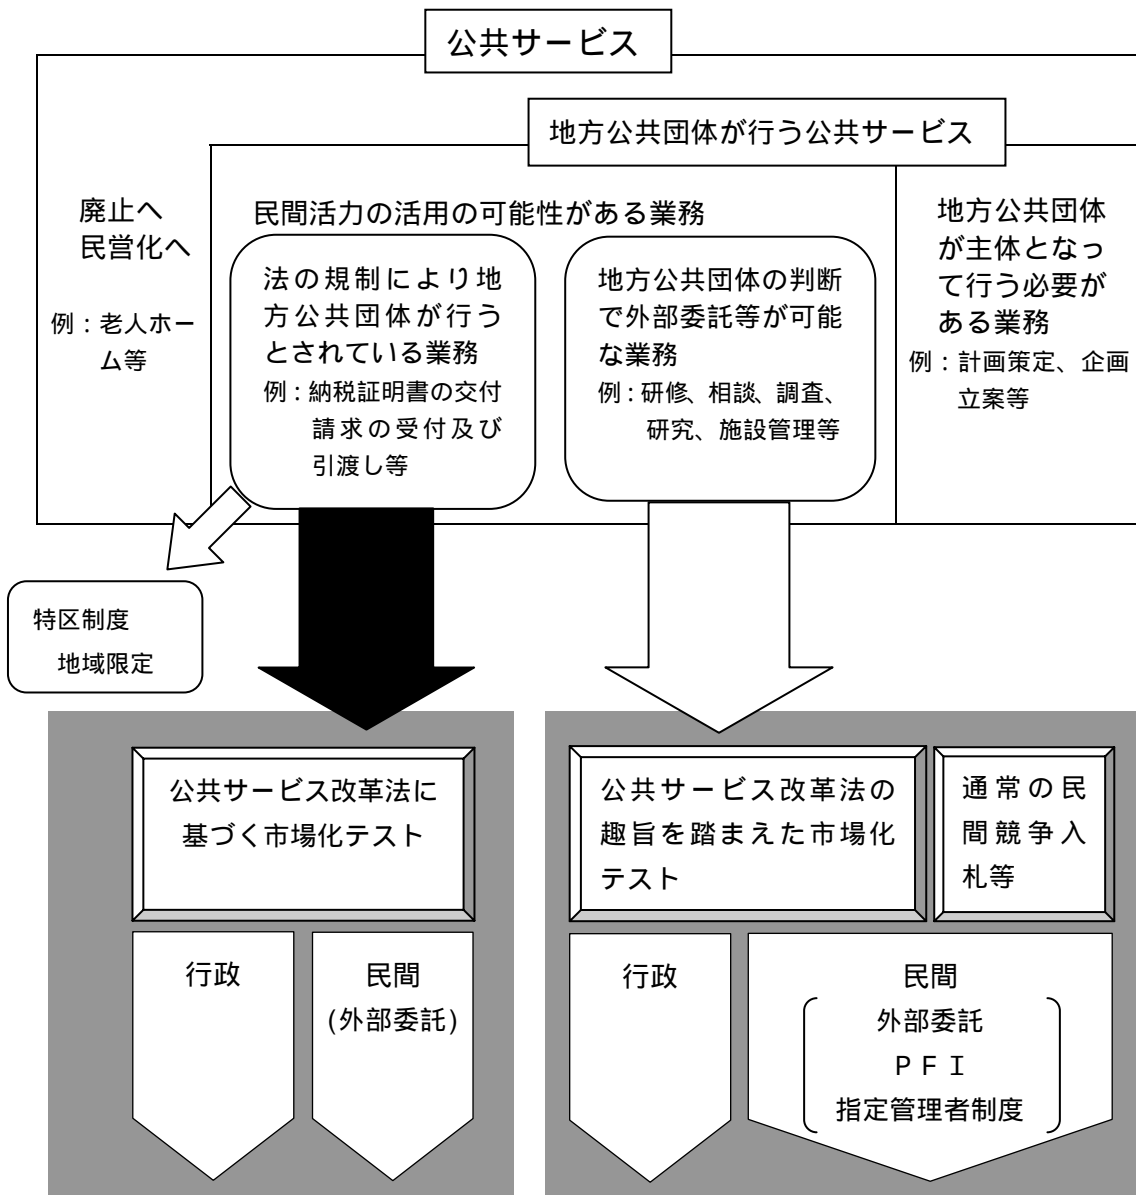 公共サービス
地方公共団体が行う公共サービス
廃止へ
民営化へ
例：老人ホー
ム等
民間活力の活用の可能性がある業務
法の規制により地
方公共団体が行う
とされている業務
例：納税証明書の交付
請求の受付及び
引渡し等
地方公共団体の判断
で外部委託等が可能
な業務
例：研修、相談、調査、
研究、施設管理等
地方公共団体
が主体となっ
て行う必要が
ある業務
例：計画策定、企画
立案等
特区制度
地域限定
公共サービス改革法に
基づく市場化テスト
公共サービス改革法の
趣旨を踏まえた市場化
テスト
通常の民
間競争入
札等
行政
民間
(外部委託)
行政
民間
外部委託
ＰＦＩ
指定管理者制度